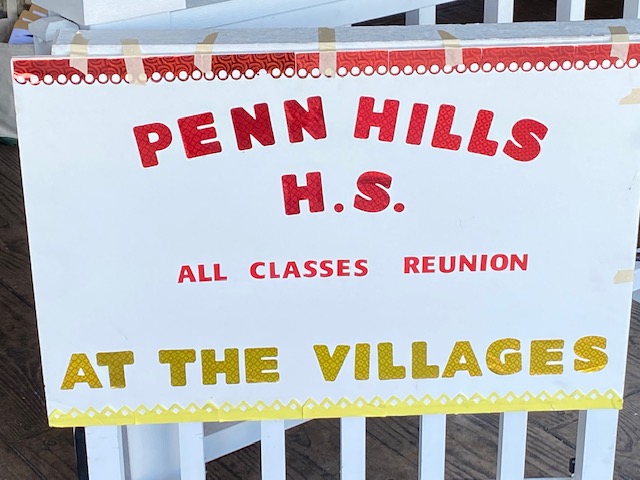 PENN HILLS
H.S.
ALL CLASSES REUNION
AT THE VILLAGES